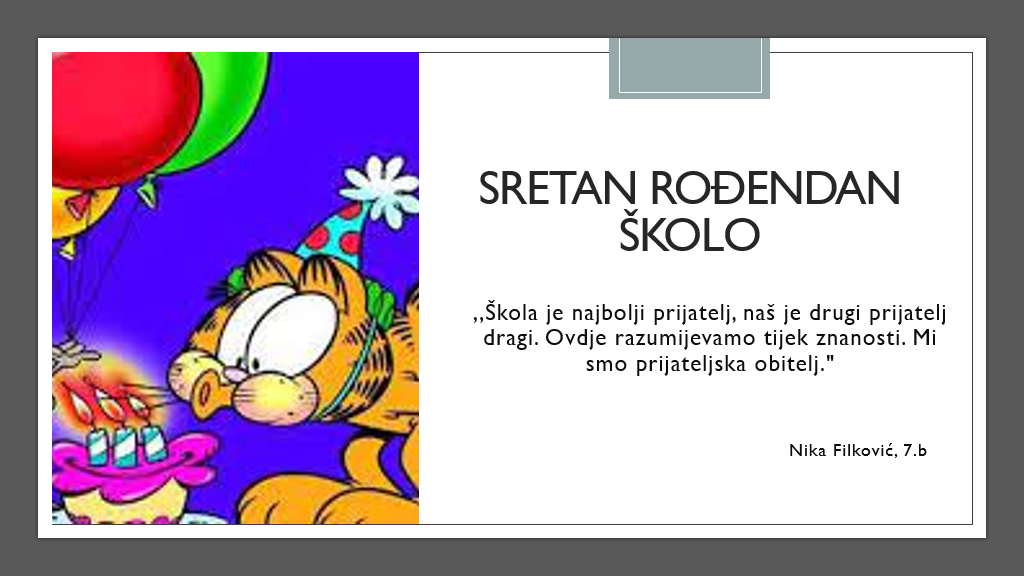 SRETAN ROĐENDAN
ŠKOLO
,,Škola je najbolji prijatelj, naš je drugi prijatelj
dragi. Ovdje razumijevamo tijek znanosti. Mi
smo prijateljska obitelj."
Nika Filković, 7.b